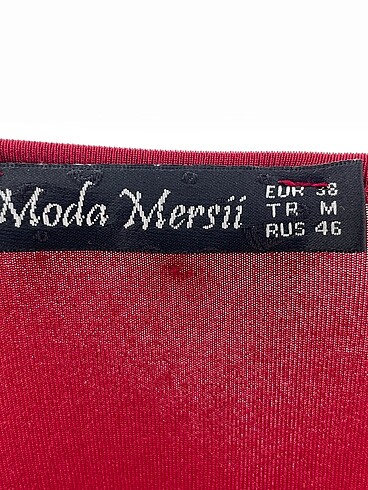 Moda Mersii
EUR 38
TR M
RUS 46